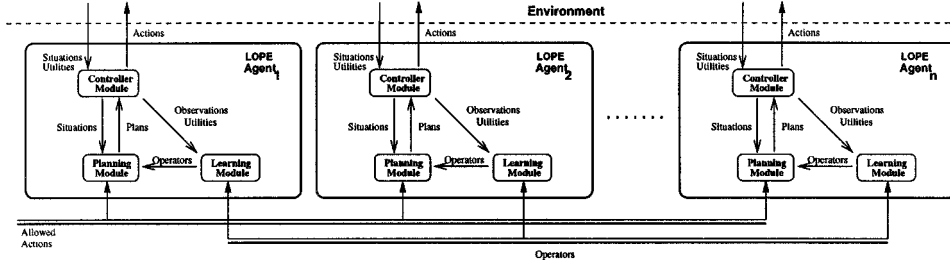 Environment
Actions
Actions
Actions
Situations
Utilities
LOPE
Agent1
Controller
Module
Observations
Utilities
Situations
Plans
Planning
Module
Operators
Learning
Module
Situations
Utilities
LOPE
Agent2
Controller
Module
Observations
Utilities
Situations
Plans
Planning
Module
Operators
Learning
Module
Situations
Utilities
LOPE
Agentn
Controller
Module
Observations
Utilities
Situations
Plans
Planning
Module
Operators
Learning
Module
Allowed
Actions
Operators